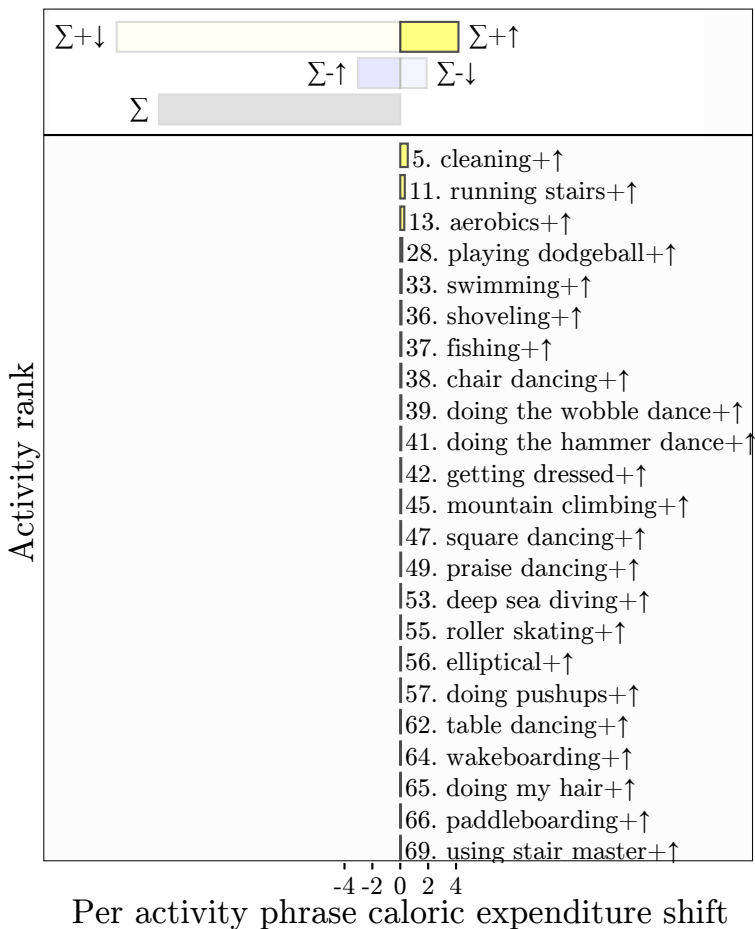 ∑+↓ ∑+↑
∑-↑ ∑-↓
∑
5. cleaning+↑
11. running stairs+↑
13. aerobics+↑
28. playing dodgeball+↑
33. swimming+↑
36. shoveling+↑
37. fishing+↑
38. chair dancing+↑
39. doing the wobble dance+↑
41. doing the hammer dance+↑
42. getting dressed+↑
45. mountain climbing+↑
47. square dancing+↑
49. praise dancing+↑
53. deep sea diving+↑
55. roller skating+↑
56. elliptical+↑
57. doing pushups+↑
62. table dancing+↑
64. wakeboarding+↑
65. doing my hair+↑
66. paddleboarding+↑
69. using stair master+↑
Activity rank
-4 -2 0 2 4
Per activity phrase caloric expenditure shift